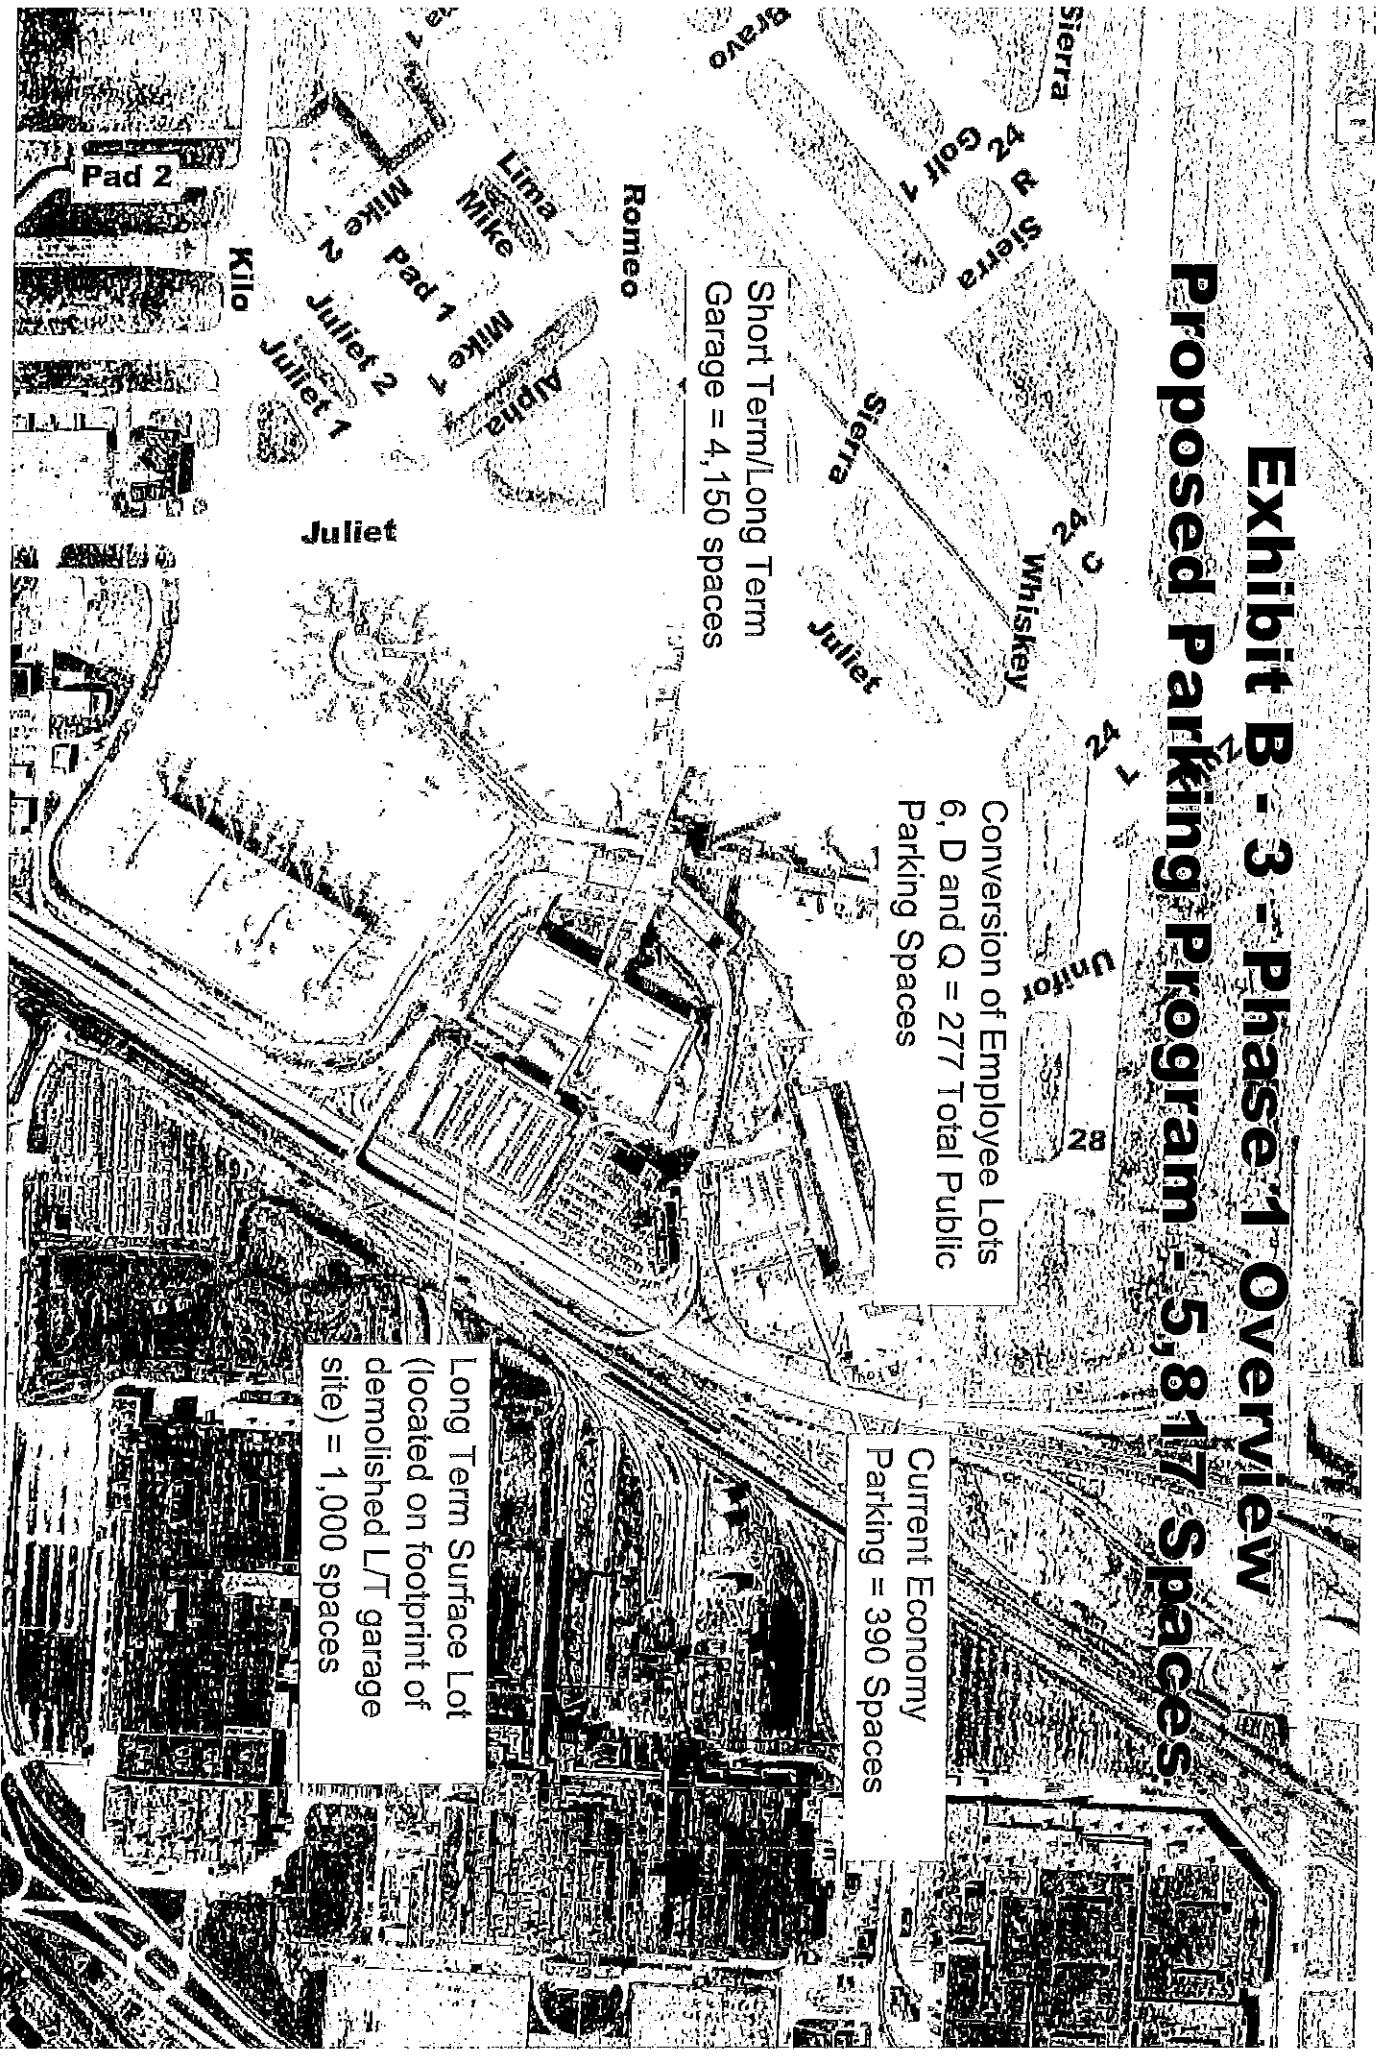 Exhibit B - 3 - Phase 1 Overview
Proposed Parking Program - 5,817 Spaces
Sierra
Bravo
24
R
Golf 1
Sierra
Sierra
24
C
Whiskey
Juliet
24
L
Unifor
28
Short Term/Long Term
Garage = 4,150 spaces
Conversion of Employee Lots
6, D and Q = 277 Total Public
Parking Spaces
Current Economy
Parking = 390 Spaces
Long Term Surface Lot
(located on footprint of
demolished L/T garage
site) = 1,000 spaces
Romeo
Lima
Mike
Mike 2
Pad 1
Mike 1
Alpha
Juliet 2
Juliet 1
Kilo
Pad 2
Juliet